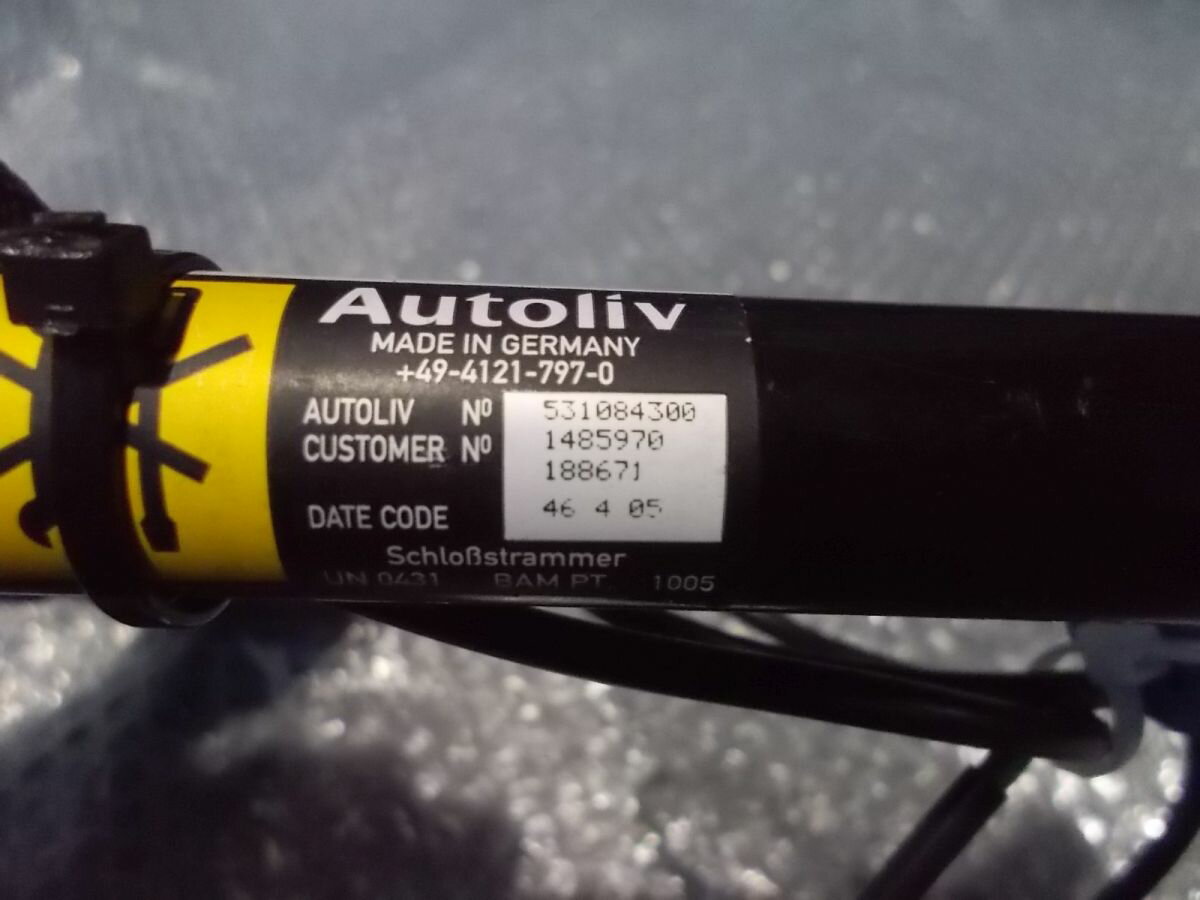 Autoliv
MADE IN GERMANY
+49-4121-797-0
AUTOLIV Nº 531084300
CUSTOMER Nº 1485970
188671
DATE CODE 46 4 05
Schloßstrammer
UN 0431 BAM PT. 1005